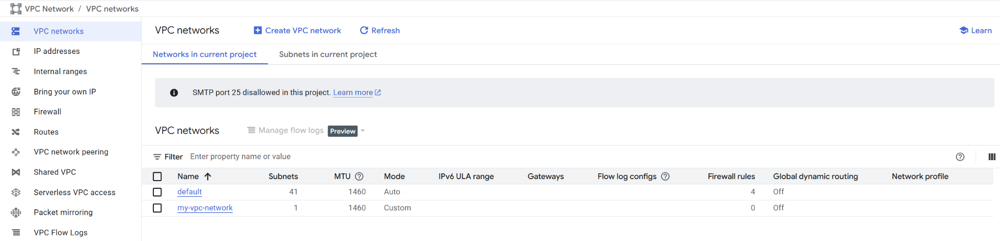 VPC Network / VPC networks
VPC networks
IP addresses
Internal ranges
Bring your own IP
Firewall
Routes
VPC network peering
Shared VPC
Serverless VPC access
Packet mirroring
VPC Flow Logs
VPC networks Create VPC network Refresh Learn
Networks in current project Subnets in current project
SMTP port 25 disallowed in this project. Learn more
VPC networks Manage flow logs Preview
Filter Enter property name or value
Name Subnets MTU Mode IPv6 ULA range Gateways Flow log configs Firewall rules Global dynamic routing Network profile
default 41 1460 Auto 4 Off
my-vpc-network 1 1460 Custom 0 Off